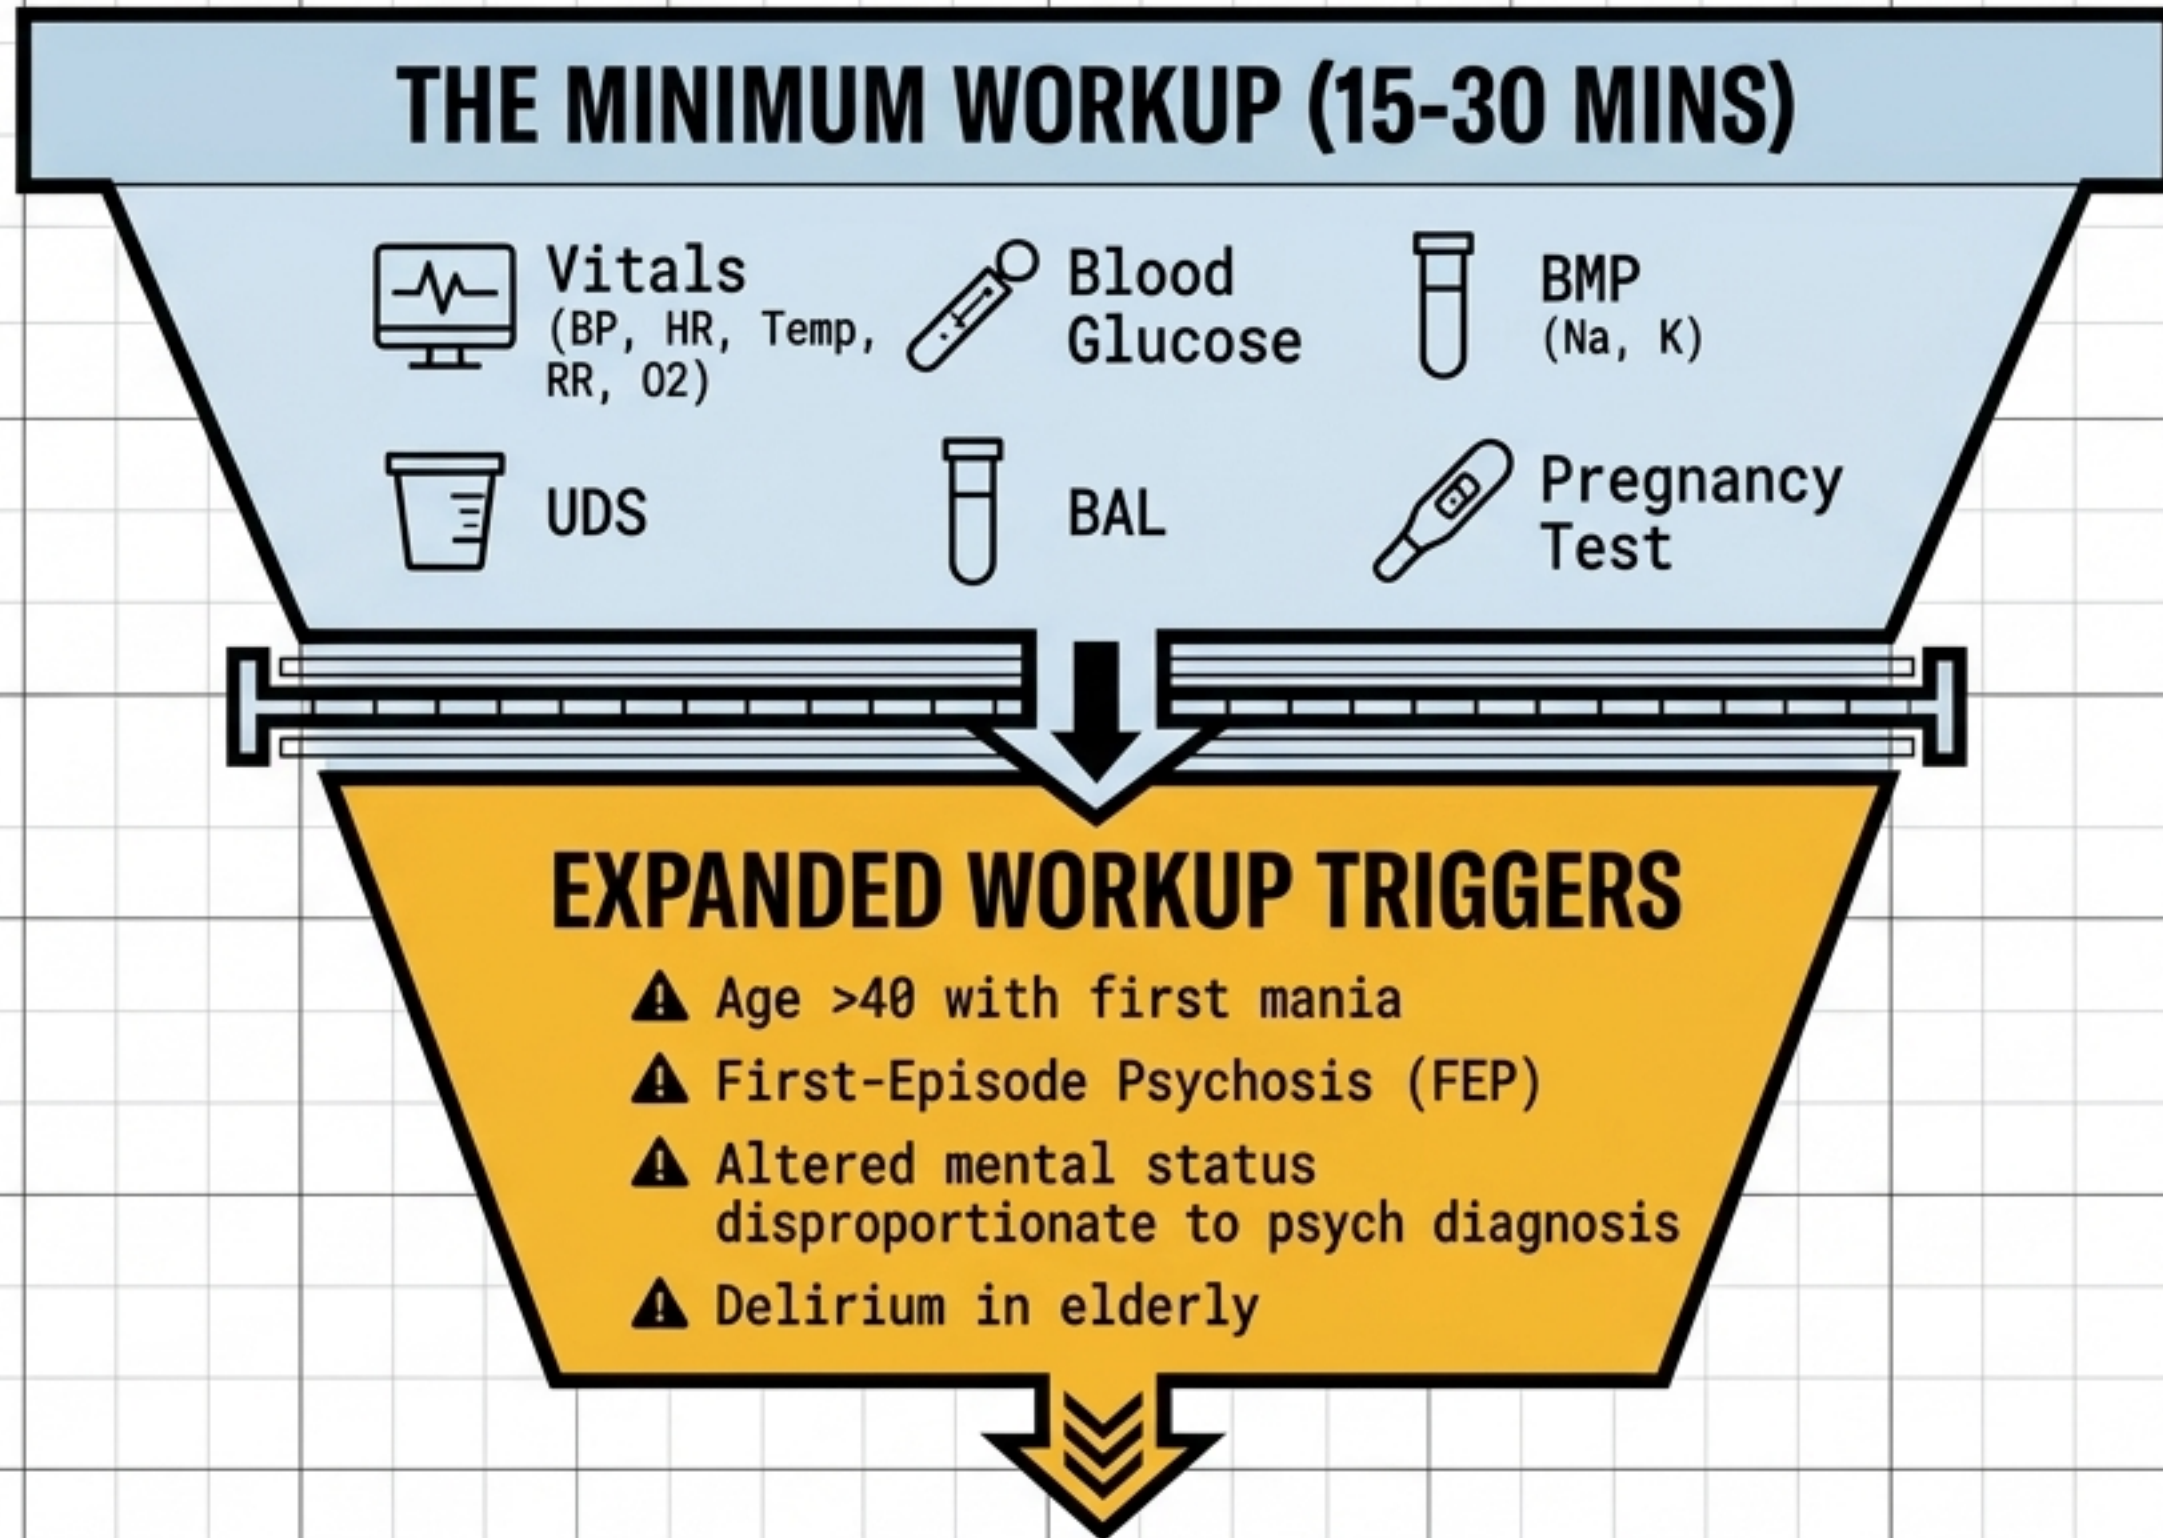 THE MINIMUM WORKUP (15-30 MINS)
Vitals
(BP, HR, Temp,
RR, O2)
Blood
Glucose
BMP
(Na, K)
UDS
BAL
Pregnancy
Test
EXPANDED WORKUP TRIGGERS
Age >40 with first mania
First-Episode Psychosis (FEP)
Altered mental status
disproportionate to psych diagnosis
Delirium in elderly